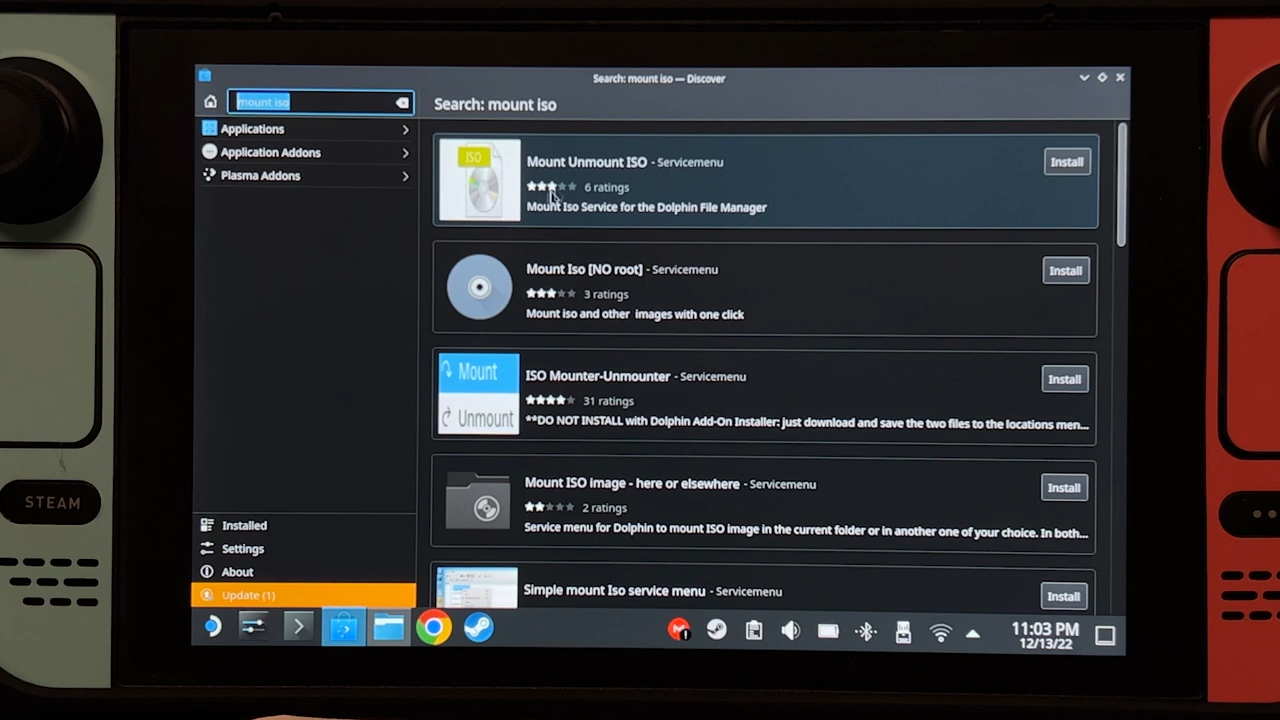 Search: mount iso — Discover
mount iso
Search: mount iso
Applications
Application Addons
Plasma Addons
ISO
Mount Unmount ISO - Servicemenu
Install
6 ratings
Mount Iso Service for the Dolphin File Manager
Mount Iso [NO root] - Servicemenu
Install
3 ratings
Mount iso and other images with one click
Mount
Unmount
ISO Mounter-Unmounter - Servicemenu
Install
31 ratings
**DO NOT INSTALL with Dolphin Add-On Installer: just download and save the two files to the locations men...
Mount ISO image - here or elsewhere - Servicemenu
Install
2 ratings
Service menu for Dolphin to mount ISO image in the current folder or in another one of your choice. In both...
Simple mount Iso service menu - Servicemenu
Install
Installed
Settings
About
Update (1)
STEAM
11:03 PM
12/13/22